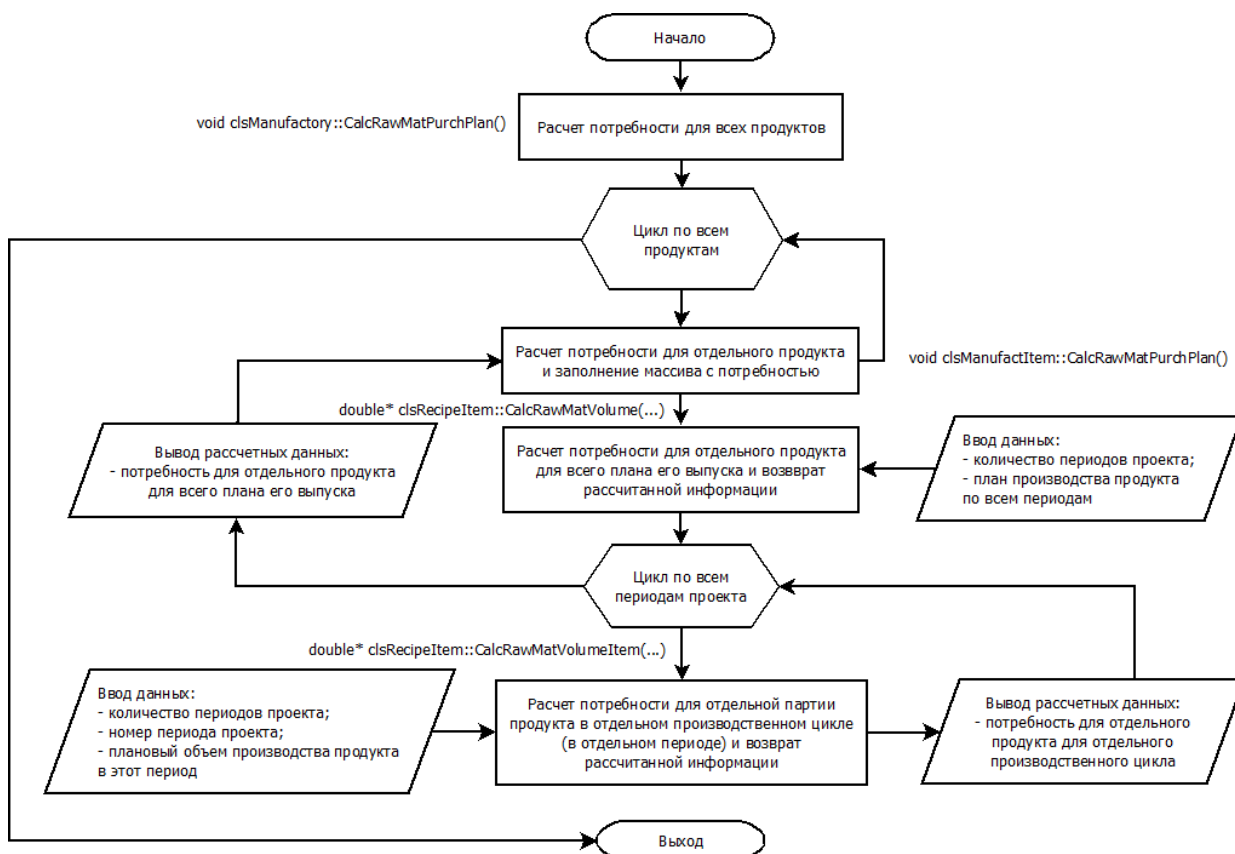 Начало
void clsManufactory::CalcRawMatPurchPlan()
Расчет потребности для всех продуктов
Цикл по всем
продуктам
Расчет потребности для отдельного продукта
и заполнение массива с потребностью
void clsManufactItem::CalcRawMatPurchPlan()
double* clsRecipeItem::CalcRawMatVolume(...)
Вывод рассчетных данных:
- потребность для отдельного продукта
для всего плана его выпуска
Расчет потребности для отдельного продукта
для всего плана его выпуска и возвврат
рассчитанной информации
Ввод данных:
- количество периодов проекта;
- план производства продукта
по всем периодам
Цикл по всем
периодам проекта
double* clsRecipeItem::CalcRawMatVolumeItem(...)
Ввод данных:
- количество периодов проекта;
- номер периода проекта;
- плановый объем производства продукта
в этот период
Расчет потребности для отдельной партии
продукта в отдельном производственном цикле
(в отдельном периоде) и возврат
рассчитанной информации
Вывод рассчетных данных:
- потребность для отдельного
продукта для отдельного
производственного цикла
Выход